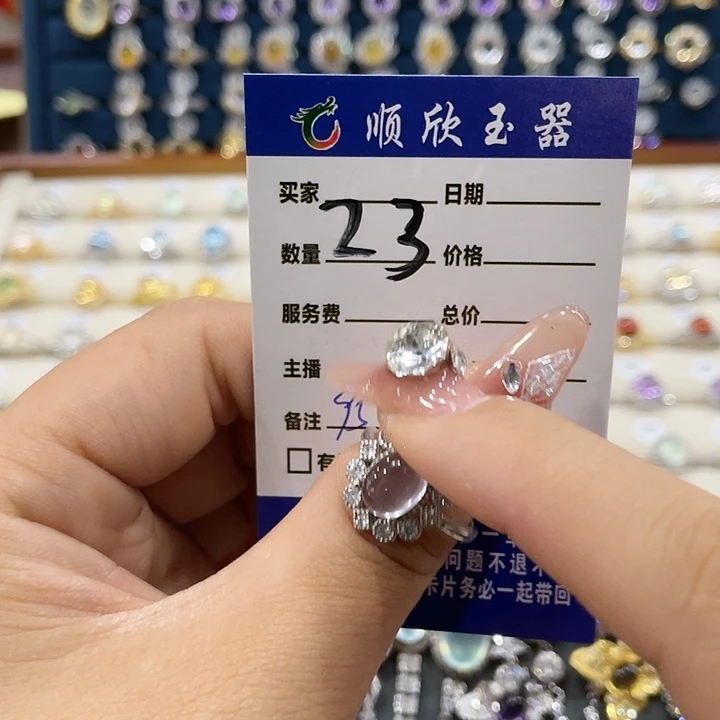 顺欣玉器
买家 日期
23
数量 价格
服务费 总价
主播
备注
有
问题不退
卡片务必一起带回